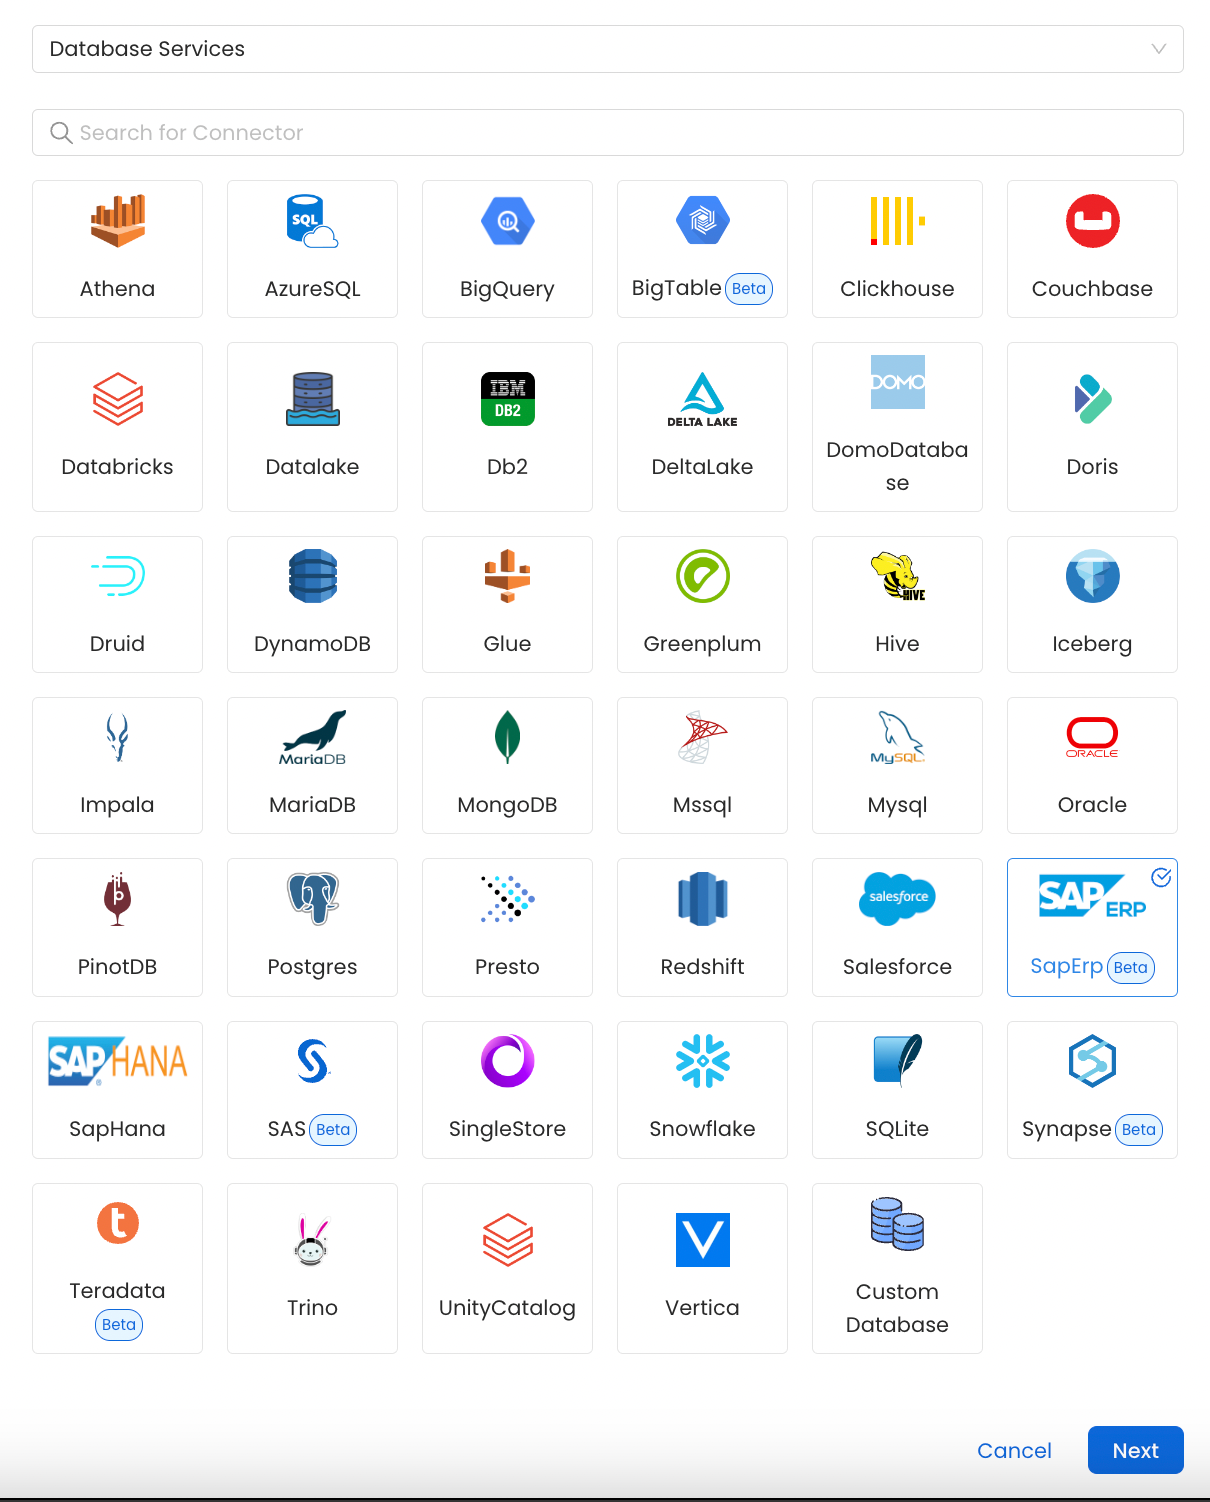 Database Services
Search for Connector
SQL
Athena
AzureSQL
BigQuery
BigTable Beta
Clickhouse
Couchbase
IBM
DB2
DELTA LAKE
DOMO
Databricks
Datalake
Db2
DeltaLake
DomoDataba
se
Doris
HIVE
Druid
DynamoDB
Glue
Greenplum
Hive
Iceberg
MariaDB
MySQL
ORACLE
Impala
MariaDB
MongoDB
Mssql
Mysql
Oracle
p
salesforce
SAP ERP
PinotDB
Postgres
Presto
Redshift
Salesforce
SapErp Beta
SAP HANA
SapHana
SAS Beta
SingleStore
Snowflake
SQLite
Synapse Beta
t
Teradata
Beta
Trino
UnityCatalog
Vertica
Custom
Database
Cancel
Next